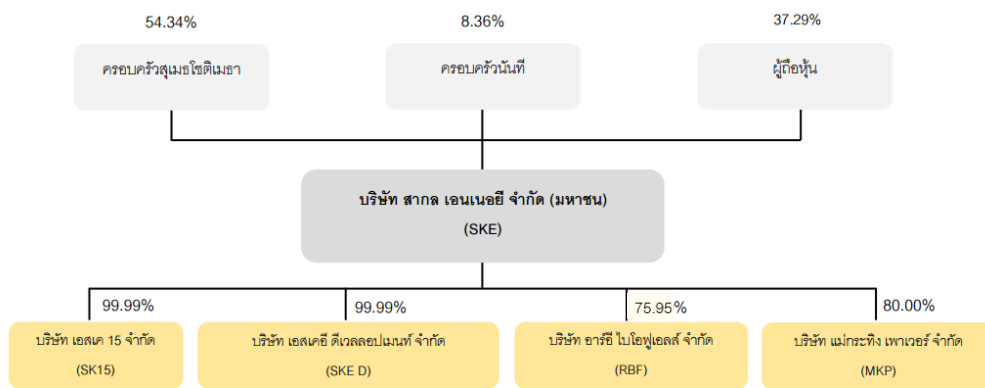 54.34% 8.36% 37.29%
ครอบครัวสุเมธโชติเมธา ครอบครัวนันที ผู้ถือหุ้น
บริษัท สากล เอนเนอยี จำกัด (มหาชน)
(SKE)
99.99% 99.99% 75.95% 80.00%
บริษัท เอสเค 15 จำกัด บริษัท เอสเคอี ดีเวลลอปเมนท์ จำกัด บริษัท อาร์อี ไบโอฟูเอลส์ จำกัด บริษัท แม่กระทิง เพาเวอร์ จำกัด
(SK15) (SKE D) (RBF) (MKP)